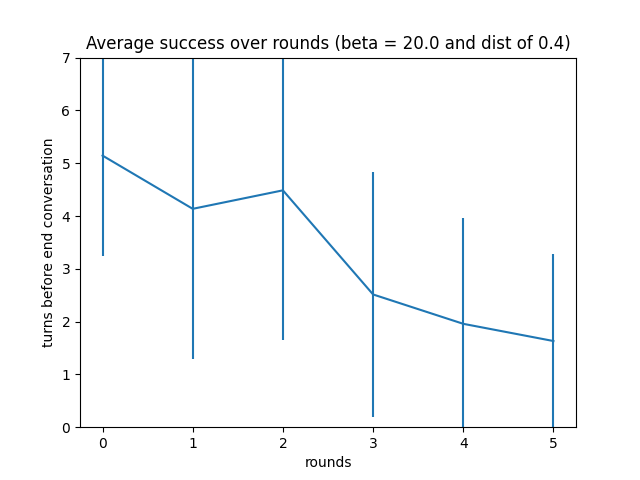 Average success over rounds (beta = 20.0 and dist of 0.4)
7
6
5
4
3
2
1
0
turns before end conversation
0 1 2 3 4 5
rounds